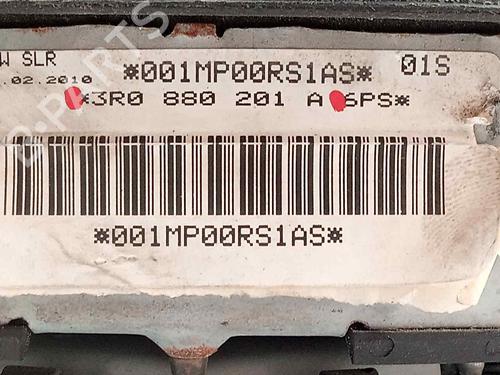 W SLR
.02.2010
*001MP00RS1AS*
01S
*3R0 880 201 A 6PS*
*001MP00RS1AS*